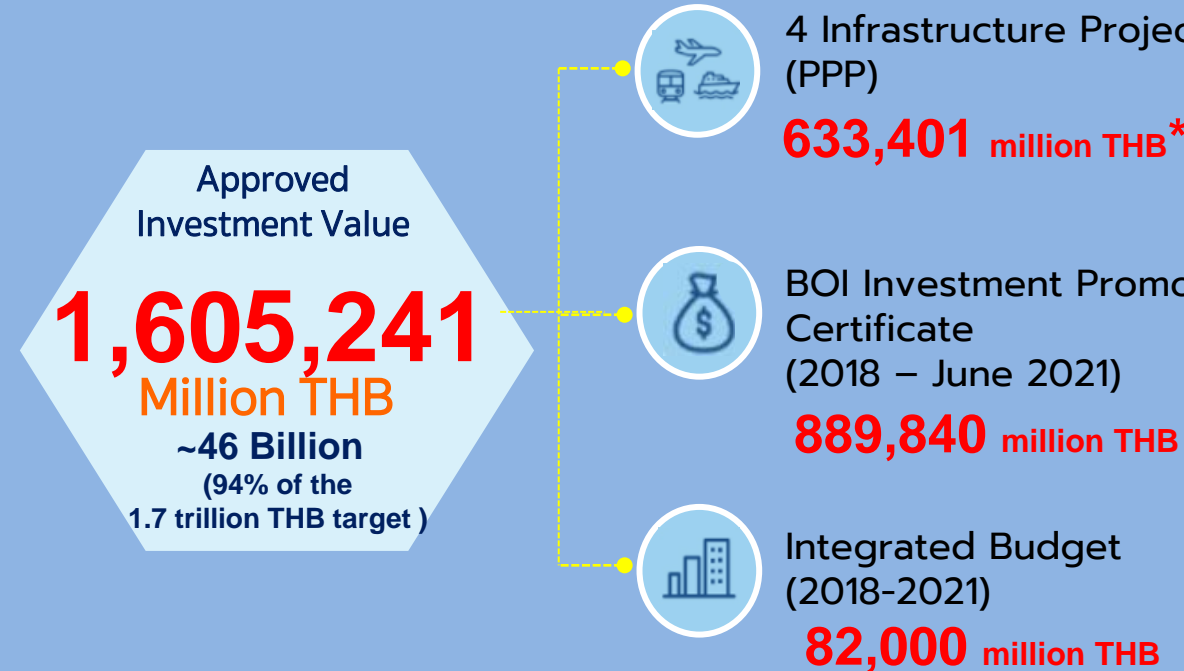 Approved
Investment Value
1,605,241
Million THB
~46 Billion
(94% of the
1.7 trillion THB target )
4 Infrastructure
(PPP)
633,401 million THB*
BOI Investment
Certificate
(2018 – June 2021)
889,840 million THB
Integrated Budget
(2018-2021)
82,000 million THB